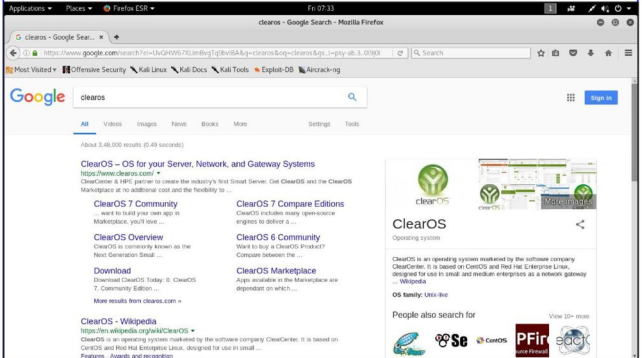 Applications ▾ Places ▾ Firefox ESR ▾ Fri 07:33 1
clearos - Google Search - Mozilla Firefox
G clearos - Google Sear...
https://www.google.com/search? Search
Most Visited ▾ Offensive Security Kali Linux Kali Docs Kali Tools Exploit-DB Aircrack-ng
Google clearos Sign in
All Videos Images News Books More Settings Tools
About 3,48,000 results (0.49 seconds)
ClearOS – OS for your Server, Network, and Gateway Systems
https://www.clearos.com/ ▾
ClearCenter & HPE partner to create the industry's first Smart Server. Get ClearOS and the ClearOS
Marketplace at no additional cost and the flexibility to ...
ClearOS 7 Community
... want to build your own app in
Marketplace, you'll love ...
ClearOS 7 Compare Editions
ClearOS includes many open-source
engines to deliver a ...
ClearOS Overview
ClearOS is commonly known as the
Next Generation Small ...
ClearOS 6 Community
Want to buy a ClearOS Product?
Compare between the ...
Download
Download ClearOS Today: 0. ClearOS
7, Community Edition ...
ClearOS Marketplace
Apps available in the Marketplace are
dependant on which ...
More results from clearos.com »
ClearOS - Wikipedia
https://en.wikipedia.org/wiki/ClearOS ▾
ClearOS is an operating system marketed by the software company ClearCenter. It is based on
CentOS and Red Hat Enterprise Linux, designed for use in small ...
Features Awards and recognition
clearOS
More images
ClearOS
Operating system
ClearOS is an operating system marketed by the software company
ClearCenter. It is based on CentOS and Red Hat Enterprise Linux,
designed for use in small and medium enterprises as a network gateway
... Wikipedia
OS family: Unix-like
People also search for View 10+ more
Se CentOS PFire eact